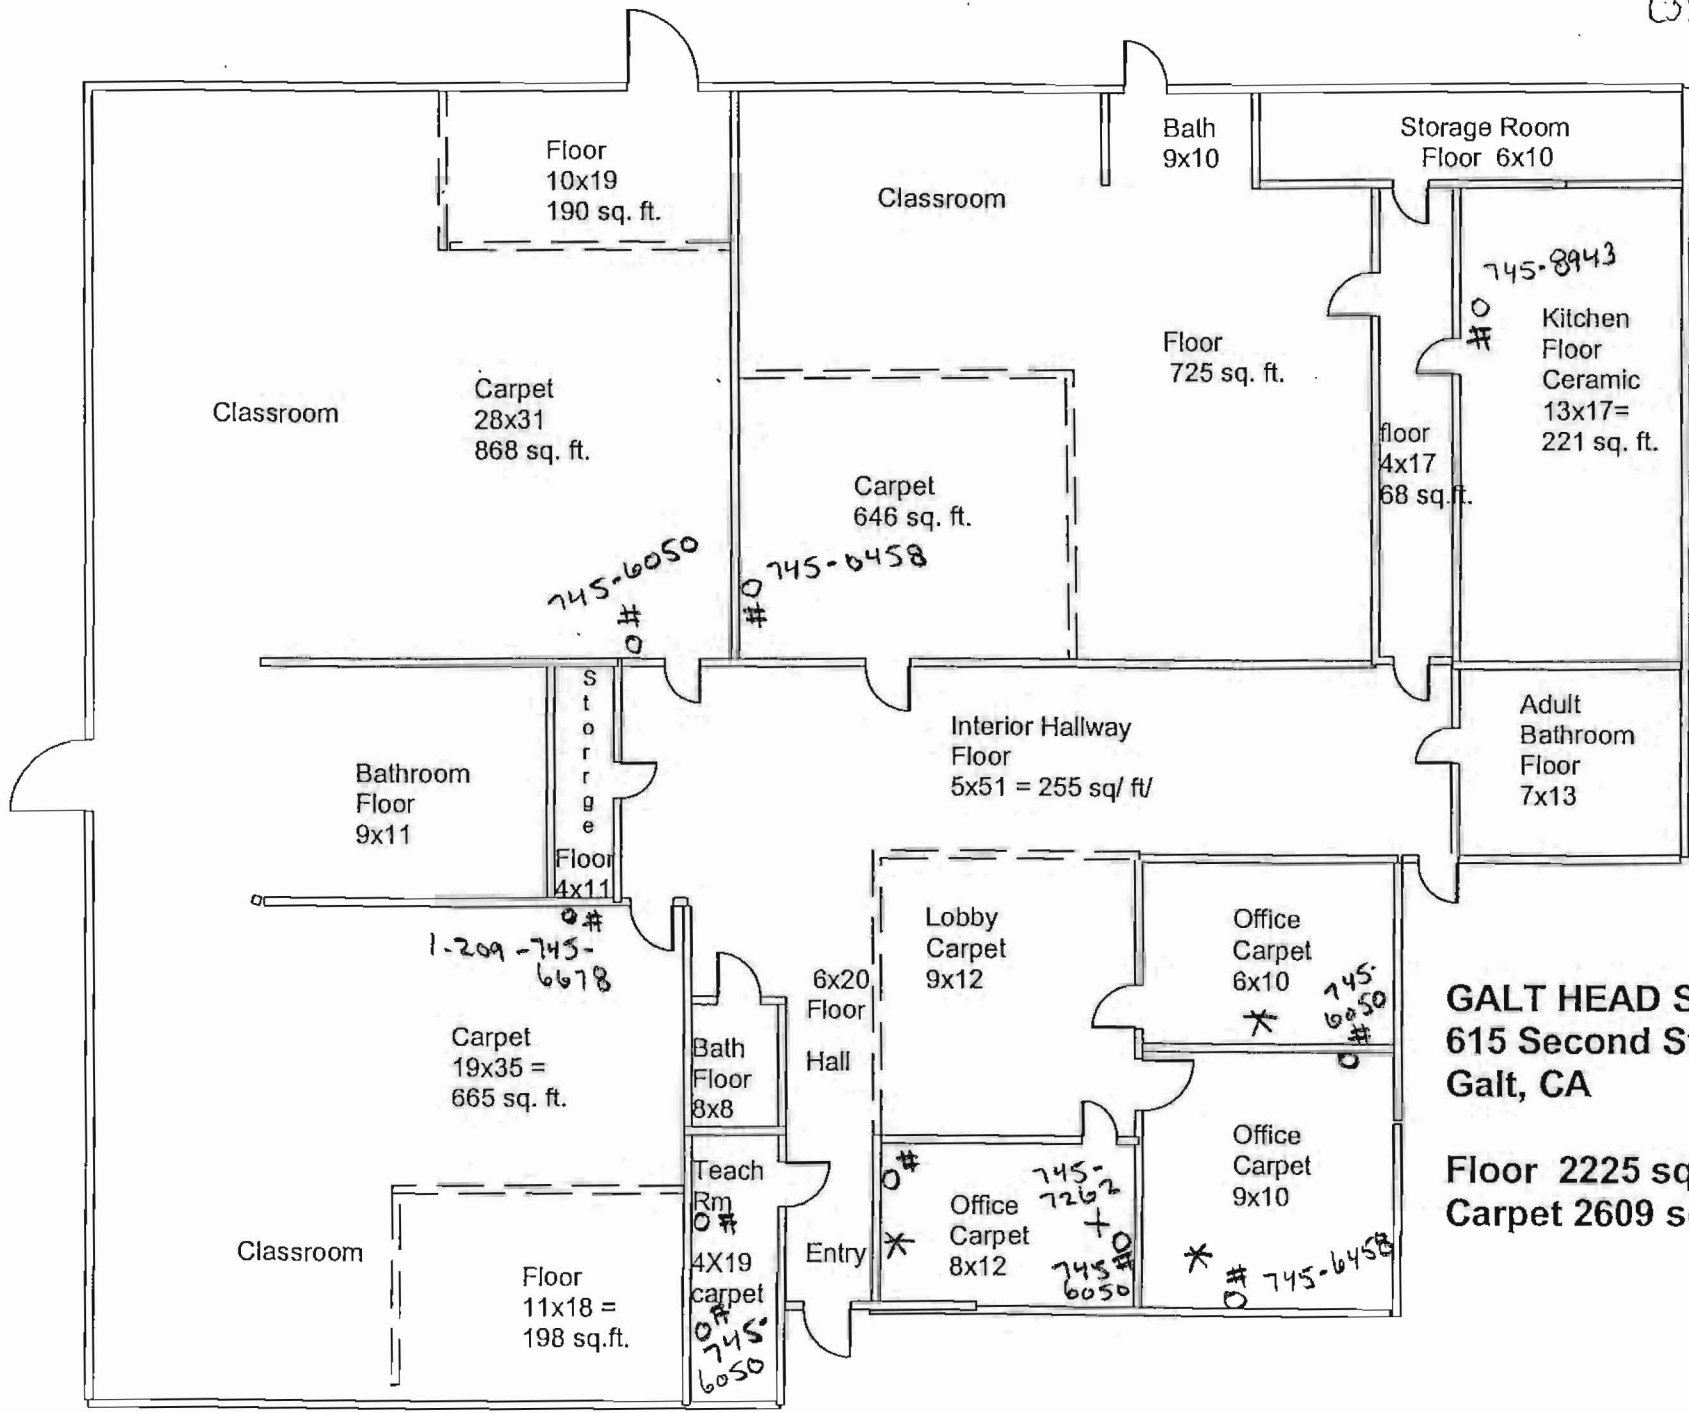 Floor
10x19
190 sq. ft.
Classroom
Bath
9x10
Storage Room
Floor 6x10
745-8943
#
Kitchen
Floor
Ceramic
13x17=
221 sq. ft.
Floor
725 sq. ft.
floor
4x17
68 sq.ft.
Classroom
Carpet
28x31
868 sq. ft.
Carpet
646 sq. ft.
745-6050
#
745-0458
#
Storrge
Floor
4x11
Bathroom
Floor
9x11
Interior Hallway
Floor
5x51 = 255 sq/ ft/
Adult
Bathroom
Floor
7x13
#
1-209-745-
6678
Carpet
19x35 =
665 sq. ft.
Bath
Floor
8x8
6x20
Floor
Hall
Lobby
Carpet
9x12
Office
Carpet
6x10
745-
6050
#
GALT HEAD S
615 Second S
Galt, CA
Floor 2225 sq
Carpet 2609 s
Office
Carpet
9x10
745-6458
#
Teach
Rm
#
4X19
carpet
#
745-
6050
Entry
#
Office
Carpet
8x12
745-
7262
#
745
6050
Classroom
Floor
11x18 =
198 sq.ft.